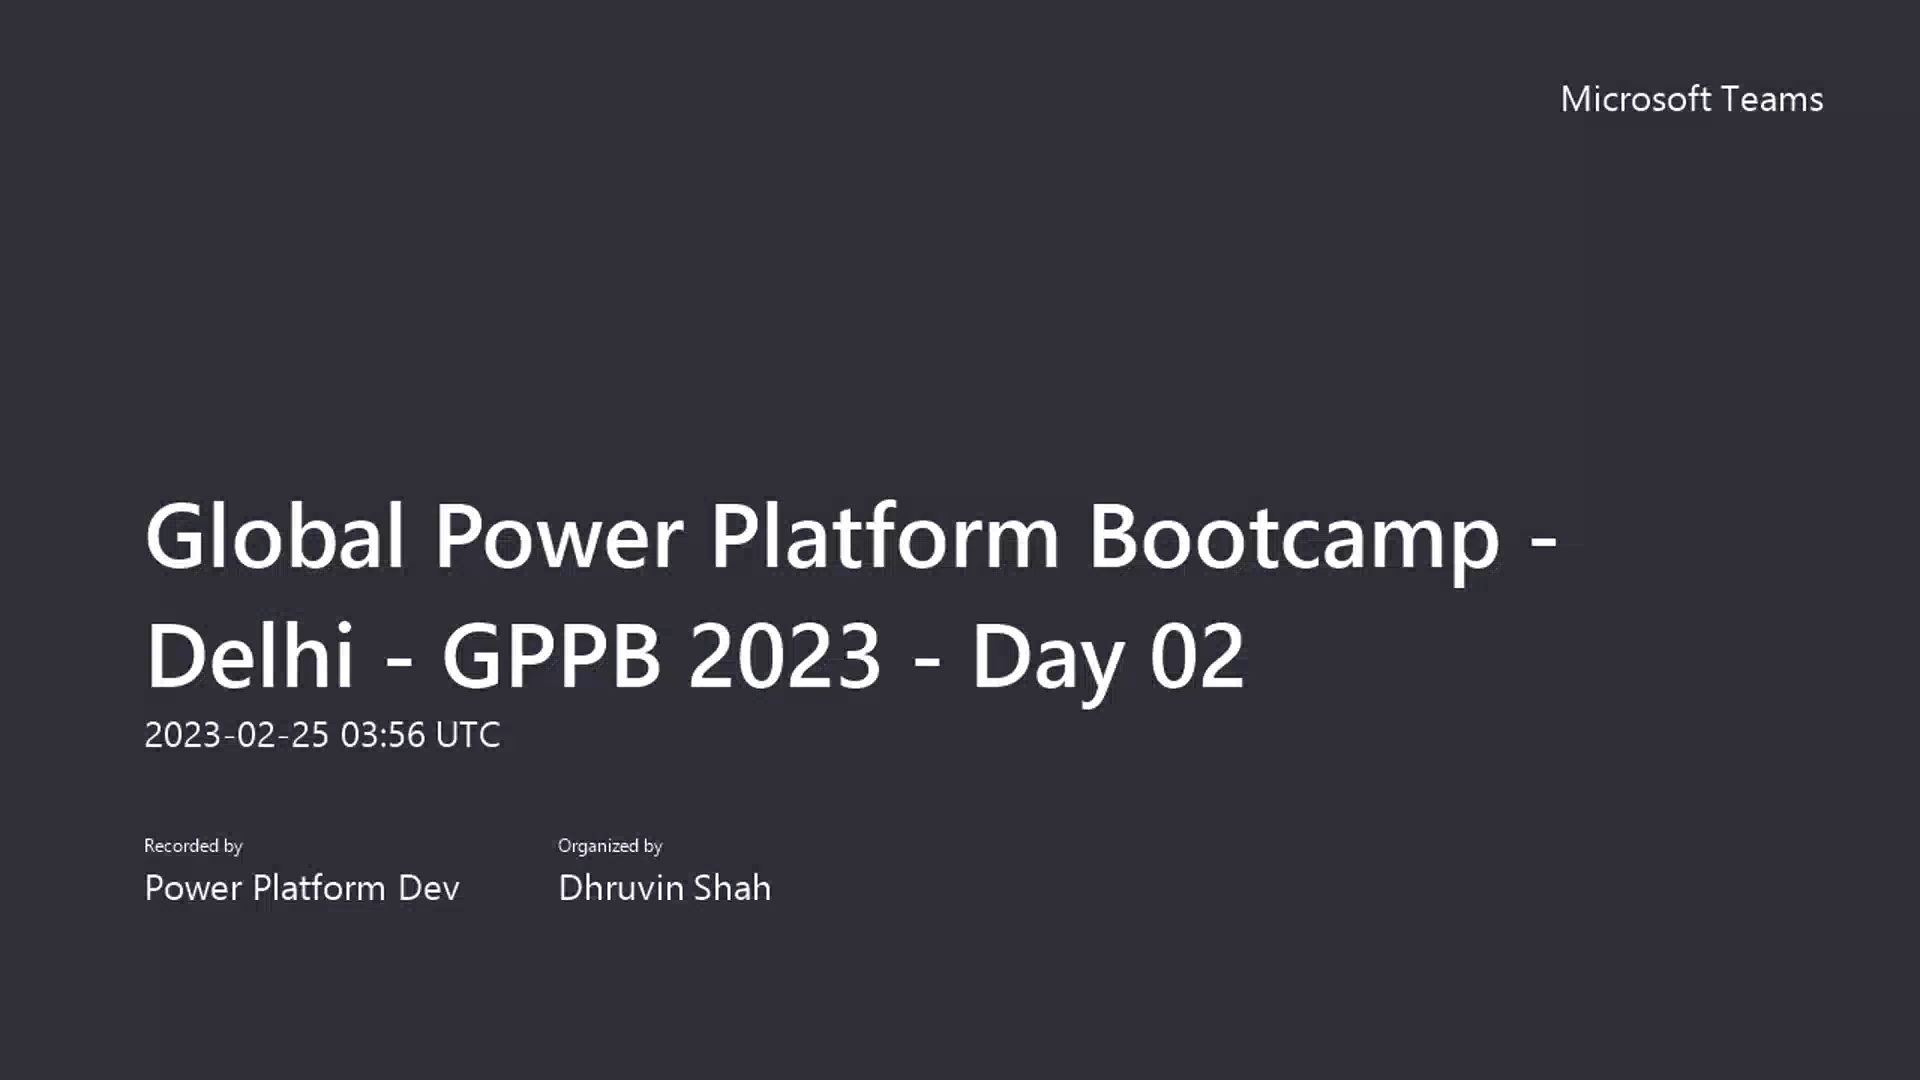 Microsoft Teams
Global Power Platform Bootcamp -
Delhi - GPPB 2023 - Day 02
2023-02-25 03:56 UTC
Recorded by
Power Platform Dev
Organized by
Dhruvin Shah